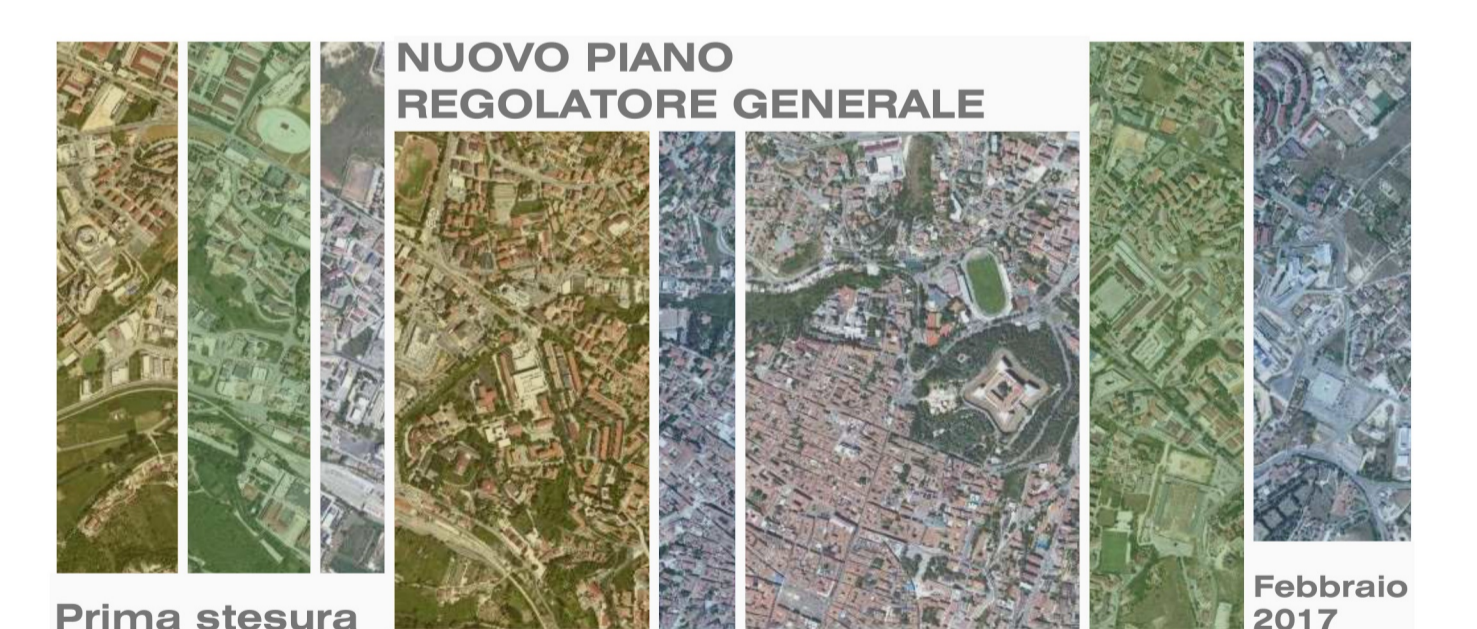 NUOVO PIANO
REGOLATORE GENERALE
Prima stesura
Febbraio
2017